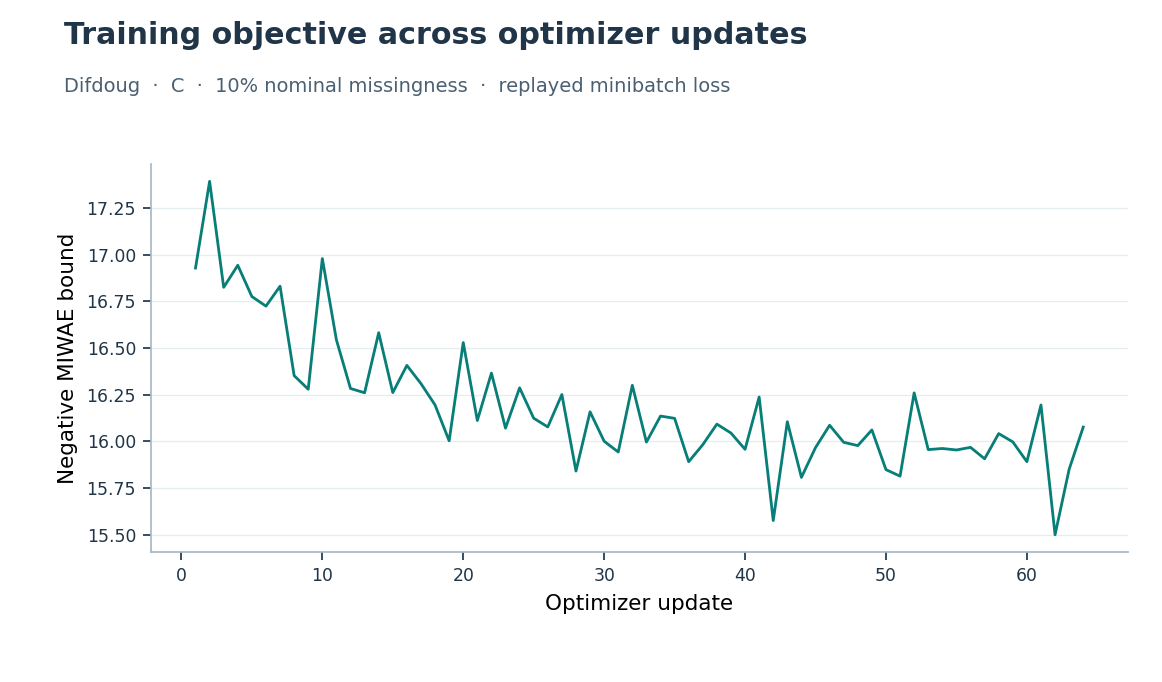 Training objective across optimizer updates
Difdoug · C · 10% nominal missingness · replayed minibatch loss
Negative MIWAE bound
17.25
17.00
16.75
16.50
16.25
16.00
15.75
15.50
0 10 20 30 40 50 60
Optimizer update